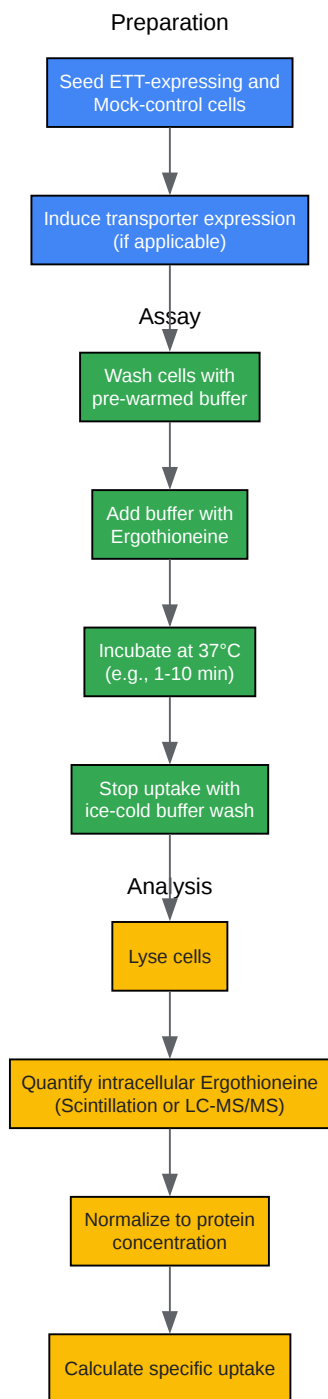 Preparation
Seed ETT-expressing and
Mock-control cells
Induce transporter expression
(if applicable)
Assay
Wash cells with
pre-warmed buffer
Add buffer with
Ergothioneine
Incubate at 37°C
(e.g., 1-10 min)
Stop uptake with
ice-cold buffer wash
Analysis
Lyse cells
Quantify intracellular Ergothioneine
(Scintillation or LC-MS/MS)
Normalize to protein
concentration
Calculate specific uptake